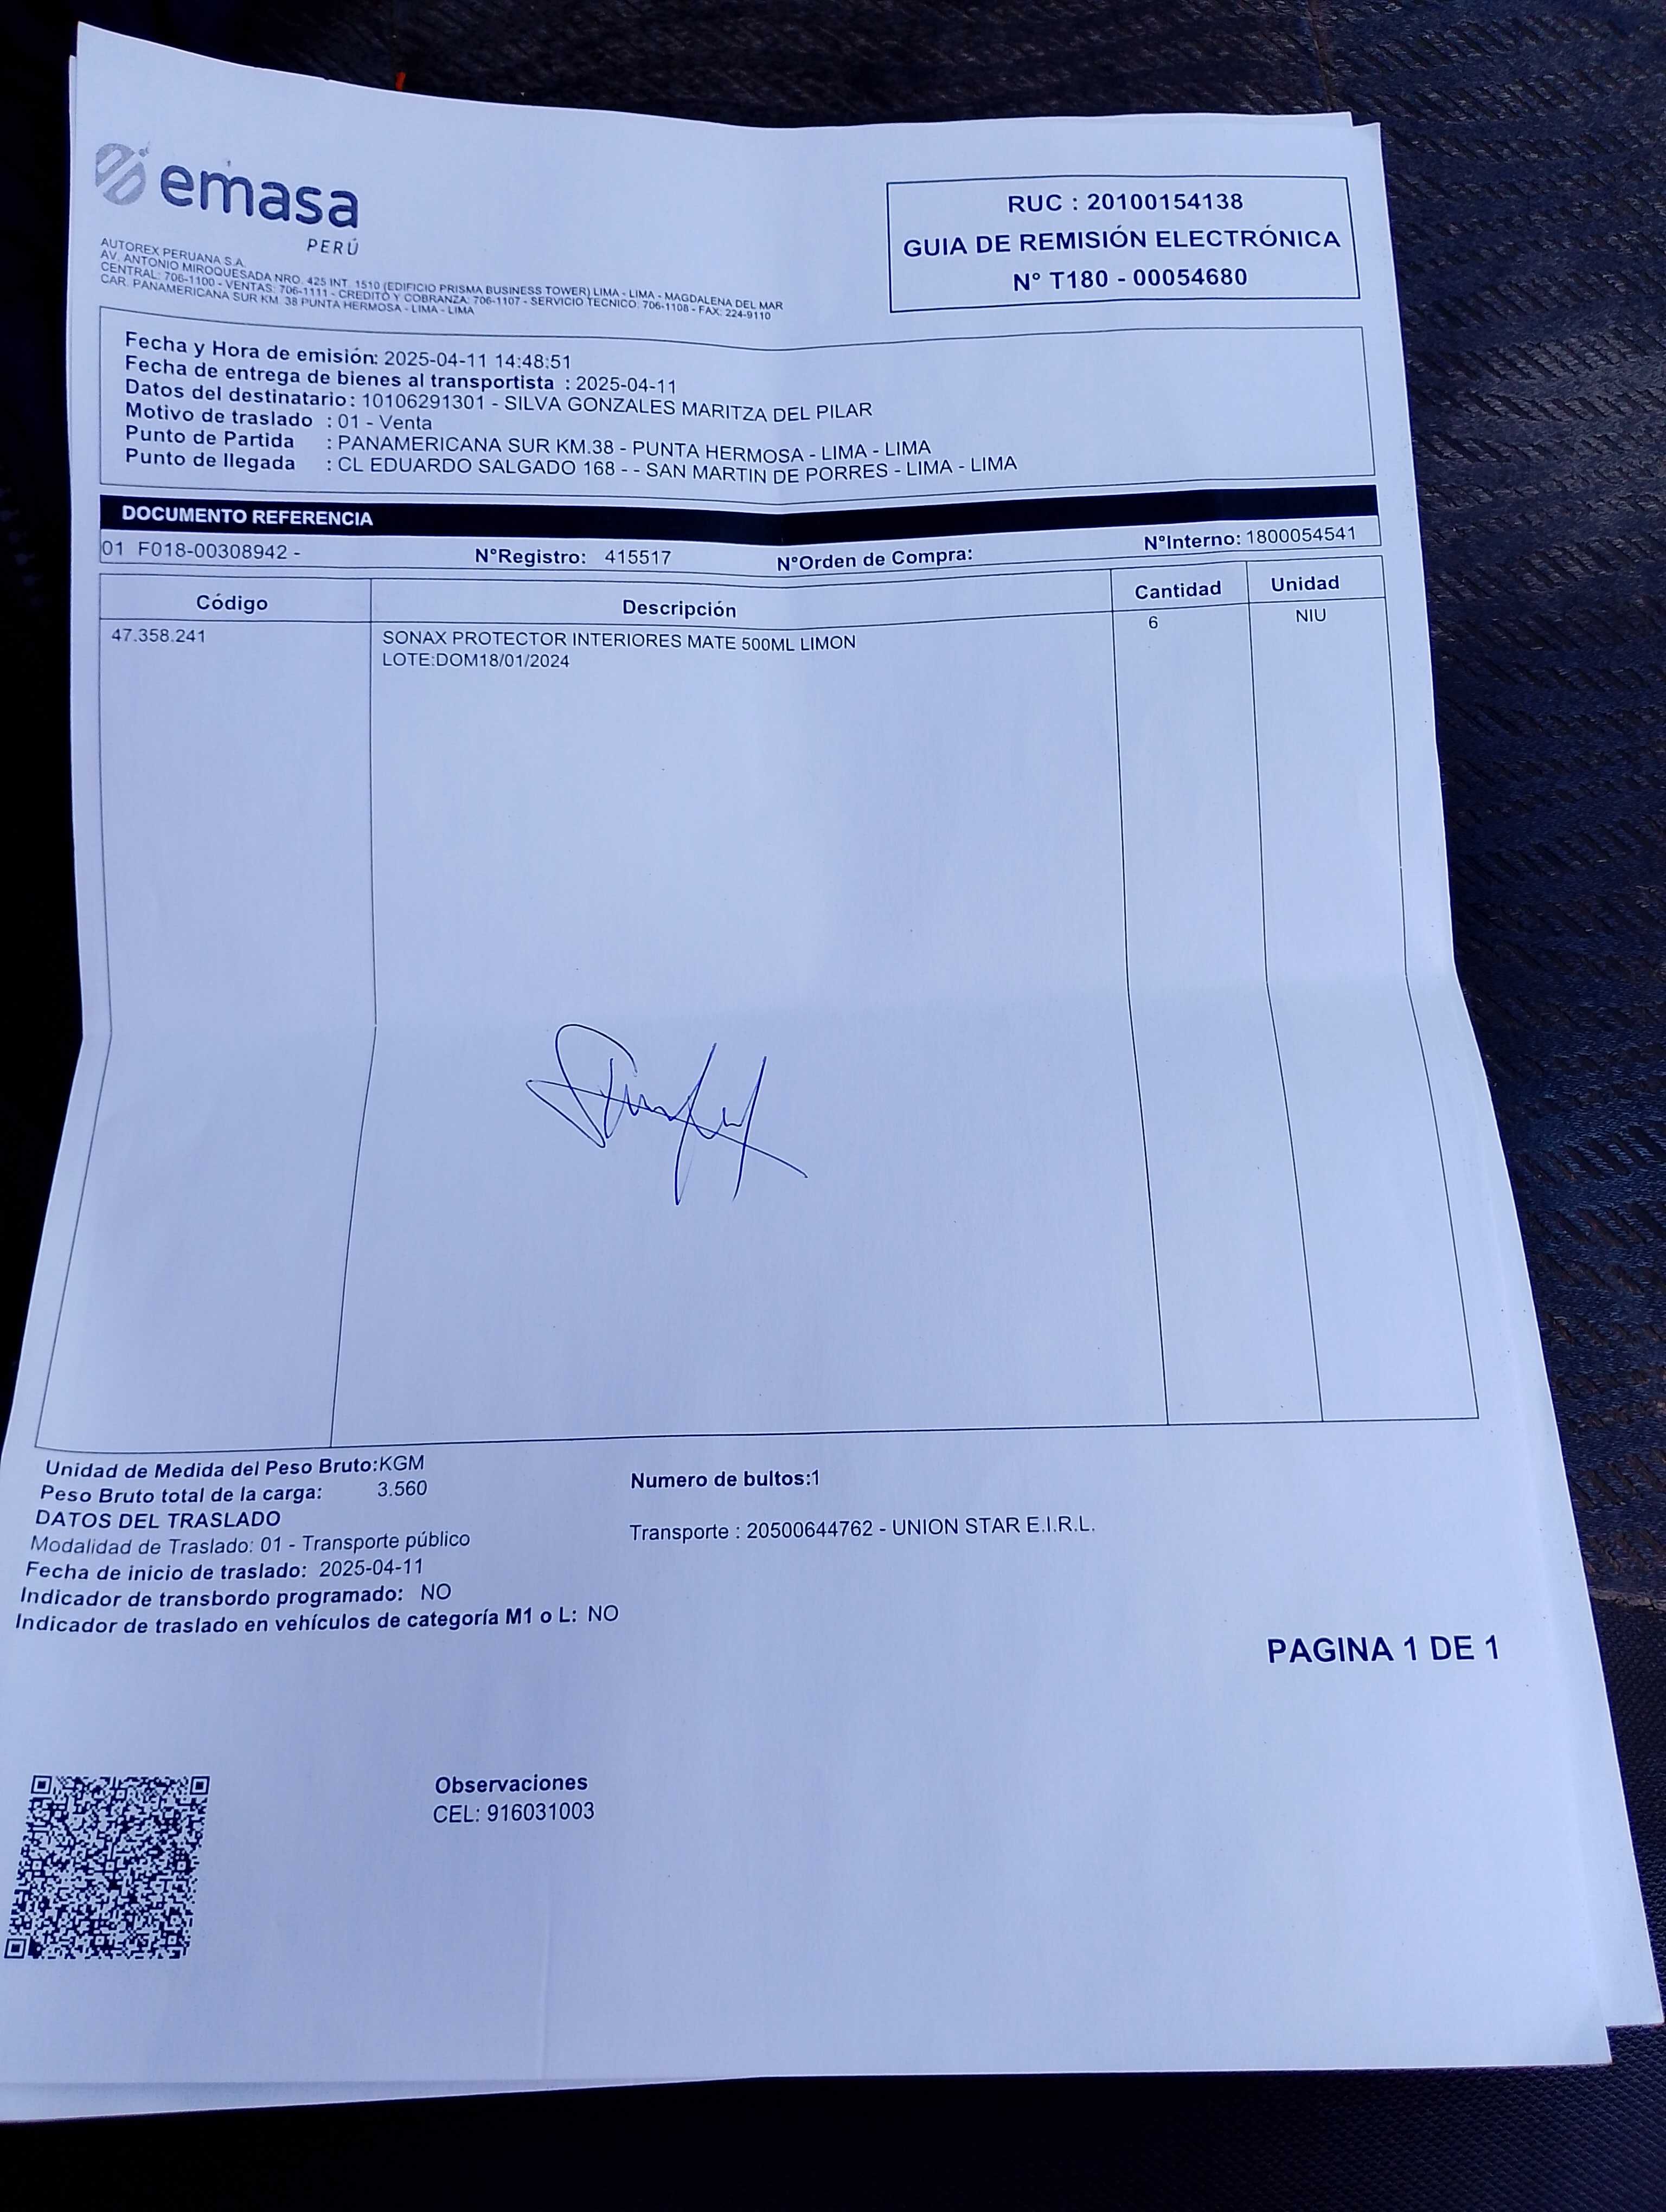 emasa
PERÚ
AUTOREX PERUANA S.A.
AV. ANTONIO MIROQUESADA NRO. 425 INT. 1510 (EDIFICIO PRISMA BUSINESS TOWER) LIMA - LIMA - MAGDALENA DEL MAR
CENTRAL: 706-1100 - VENTAS: 706-1111 - CREDITO Y COBRANZA: 706-1107 - SERVICIO TECNICO: 706-1108 - FAX: 224-9110
CAR. PANAMERICANA SUR KM. 38 PUNTA HERMOSA - LIMA - LIMA
RUC : 20100154138
GUIA DE REMISIÓN ELECTRÓNICA
N° T180 - 00054680
Fecha y Hora de emisión: 2025-04-11 14:48:51
Fecha de entrega de bienes al transportista : 2025-04-11
Datos del destinatario: 10106291301 - SILVA GONZALES MARITZA DEL PILAR
Motivo de traslado : 01 - Venta
Punto de Partida : PANAMERICANA SUR KM.38 - PUNTA HERMOSA - LIMA - LIMA
Punto de llegada : CL EDUARDO SALGADO 168 - - SAN MARTIN DE PORRES - LIMA - LIMA
DOCUMENTO REFERENCIA
01 F018-00308942 - N°Registro: 415517 N°Orden de Compra: N°Interno: 1800054541
Código Descripción Cantidad Unidad
47.358.241 SONAX PROTECTOR INTERIORES MATE 500ML LIMON 6 NIU
LOTE:DOM18/01/2024
Unidad de Medida del Peso Bruto:KGM
Peso Bruto total de la carga: 3.560
Numero de bultos:1
DATOS DEL TRASLADO
Modalidad de Traslado: 01 - Transporte público
Transporte : 20500644762 - UNION STAR E.I.R.L.
Fecha de inicio de traslado: 2025-04-11
Indicador de transbordo programado: NO
Indicador de traslado en vehículos de categoría M1 o L: NO
PAGINA 1 DE 1
Observaciones
CEL: 916031003